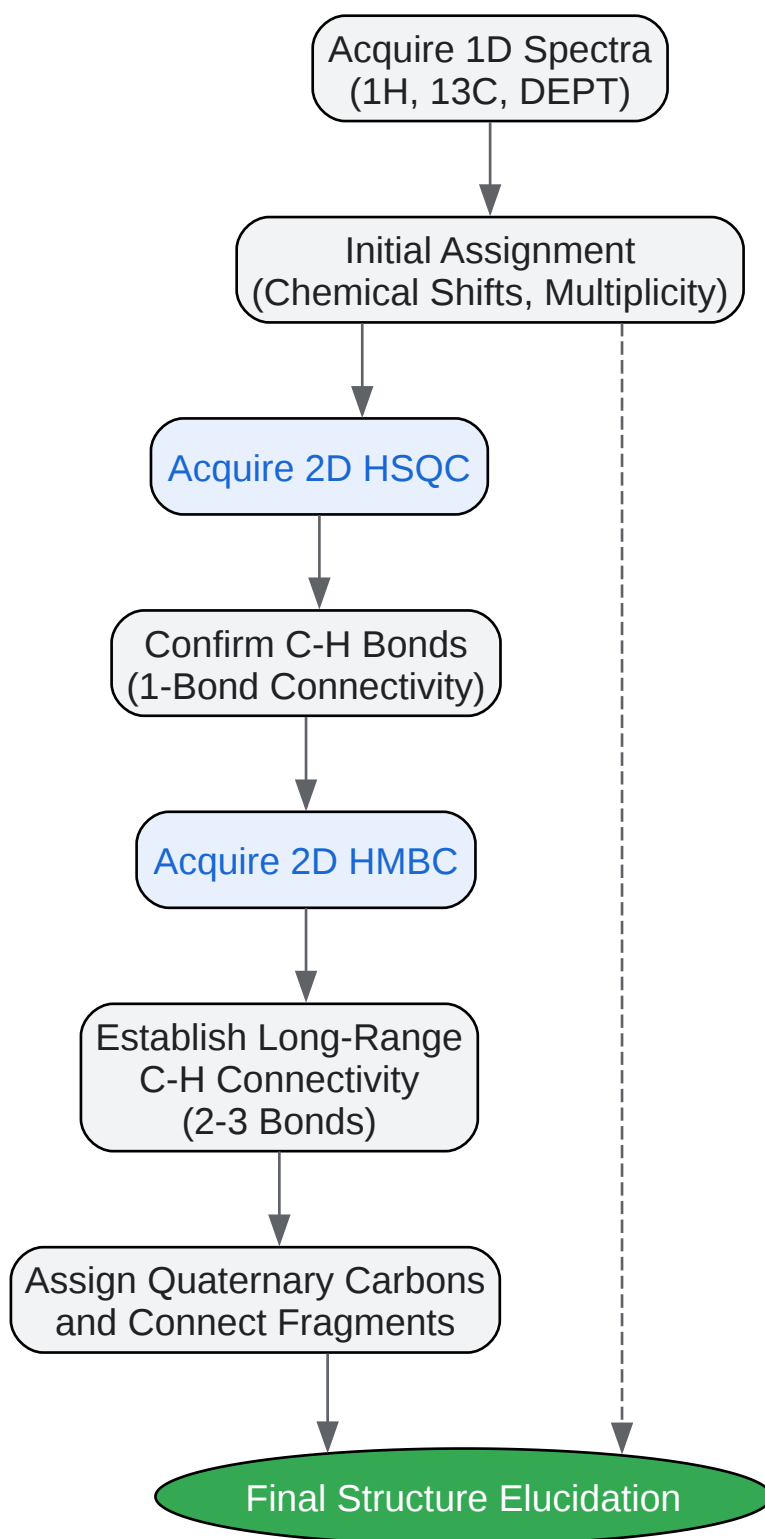 Acquire 1D Spectra
(1H, 13C, DEPT)
Initial Assignment
(Chemical Shifts, Multiplicity)
Acquire 2D HSQC
Confirm C-H Bonds
(1-Bond Connectivity)
Acquire 2D HMBC
Establish Long-Range
C-H Connectivity
(2-3 Bonds)
Assign Quaternary Carbons
and Connect Fragments
Final Structure Elucidation